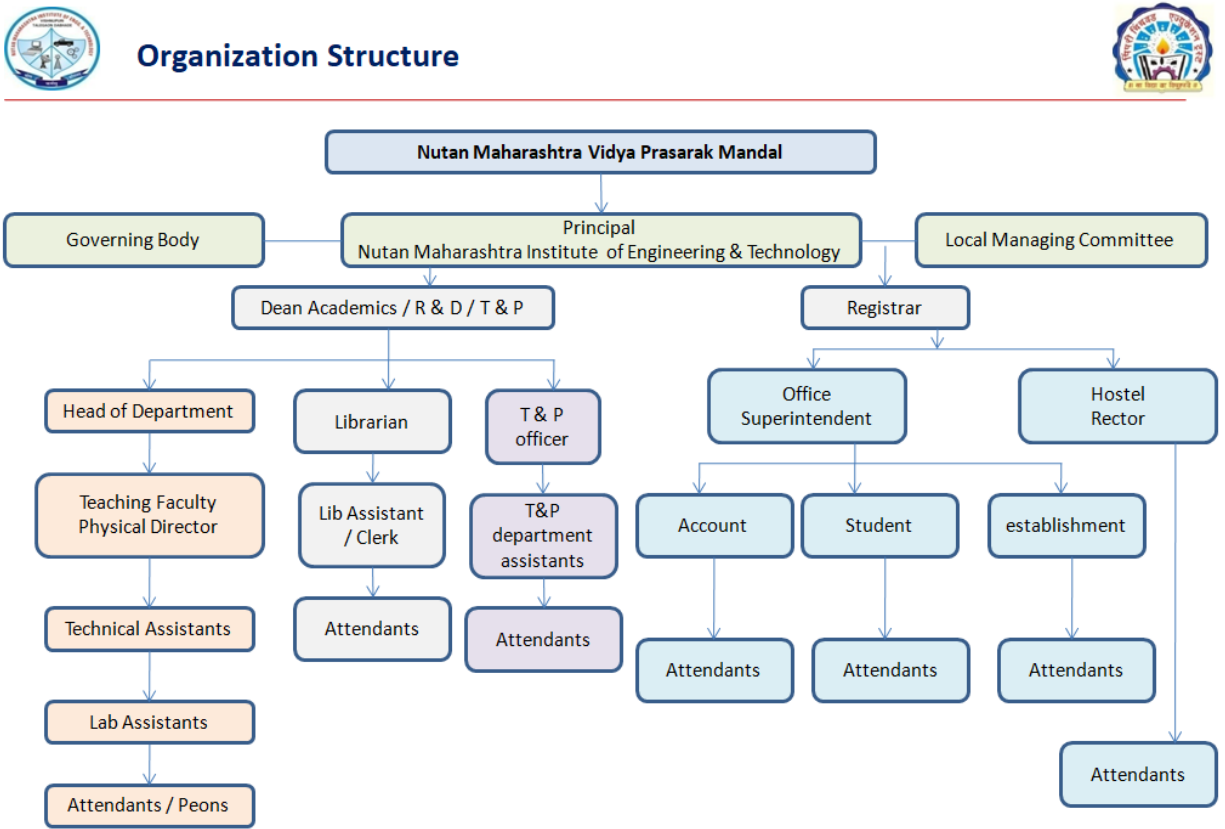 Organization Structure
Nutan Maharashtra Vidya Prasarak Mandal
Governing Body
Principal
Nutan Maharashtra Institute of Engineering & Technology
Local Managing Committee
Dean Academics / R & D / T & P
Registrar
Head of Department
Librarian
T & P
officer
Office
Superintendent
Hostel
Rector
Teaching Faculty
Physical Director
Lib Assistant
/ Clerk
T&P
department
assistants
Account
Student
establishment
Technical Assistants
Attendants
Attendants
Attendants
Attendants
Attendants
Lab Assistants
Attendants
Attendants / Peons